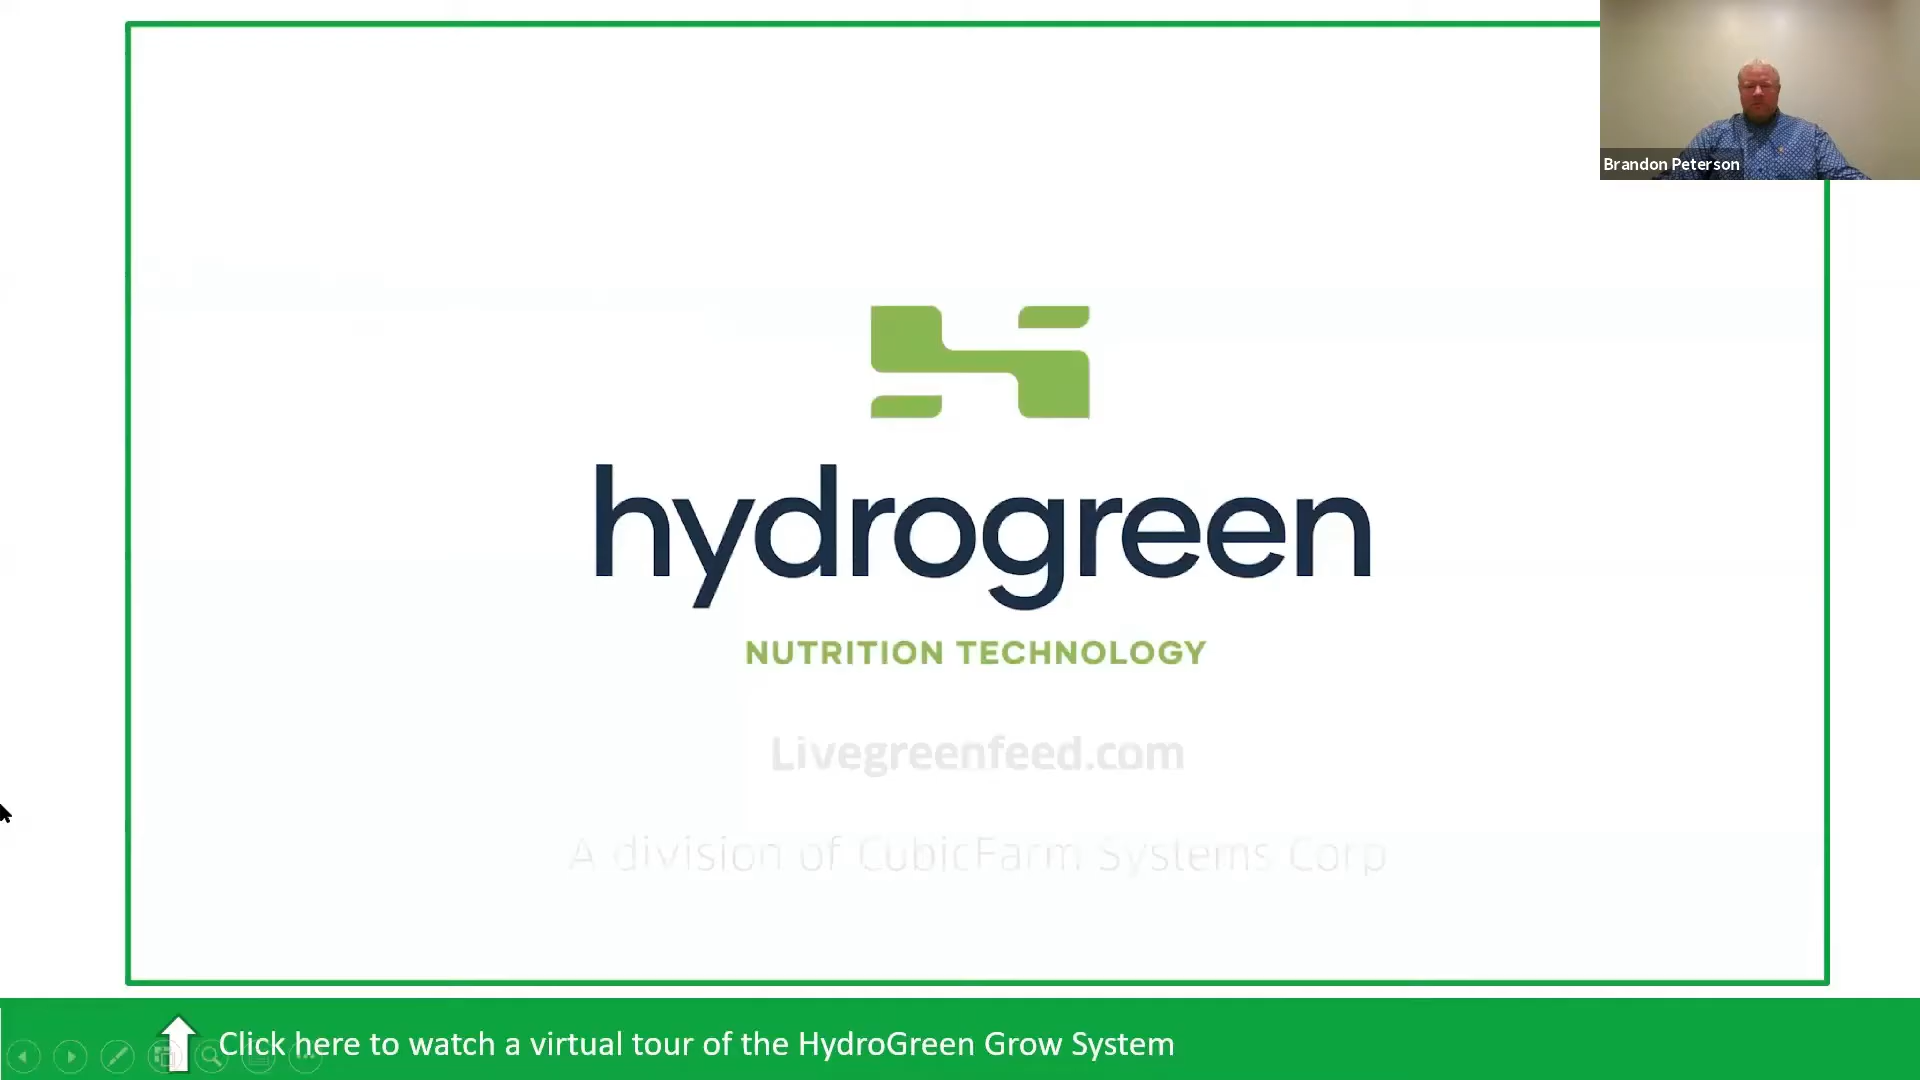 Brandon Peterson
hydrogreen
NUTRITION TECHNOLOGY
Livegreenfeed.com
A division of CubicFarm Systems Corp
Click here to watch a virtual tour of the HydroGreen Grow System